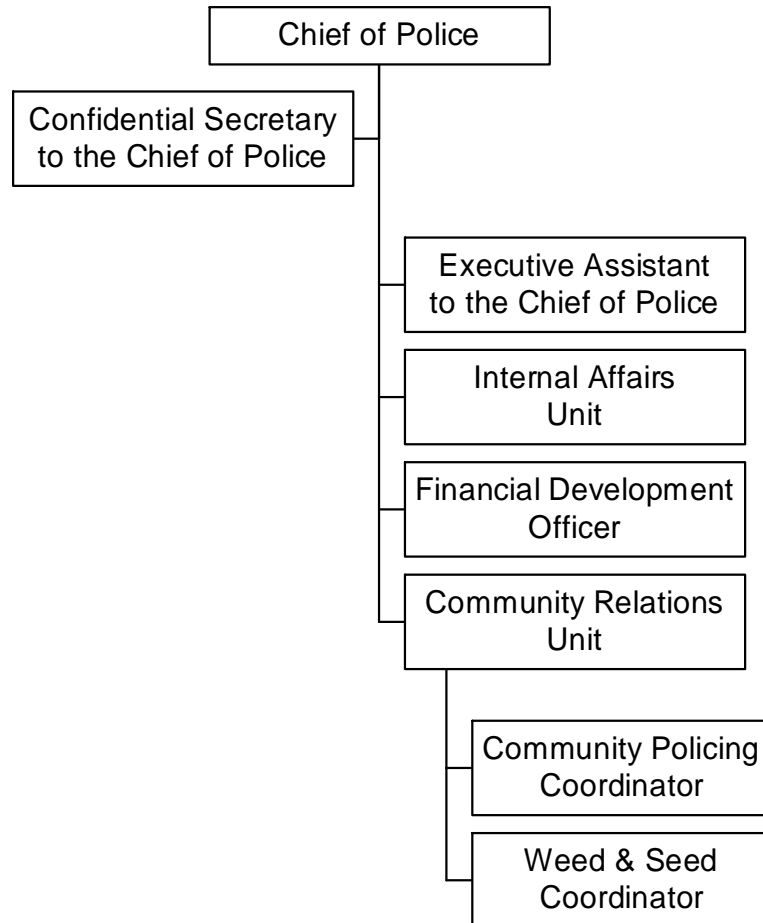 Chief of Police
Confidential Secretary
to the Chief of Police
Executive Assistant
to the Chief of Police
Internal Affairs
Unit
Financial Development
Officer
Community Relations
Unit
Community Policing
Coordinator
Weed & Seed
Coordinator